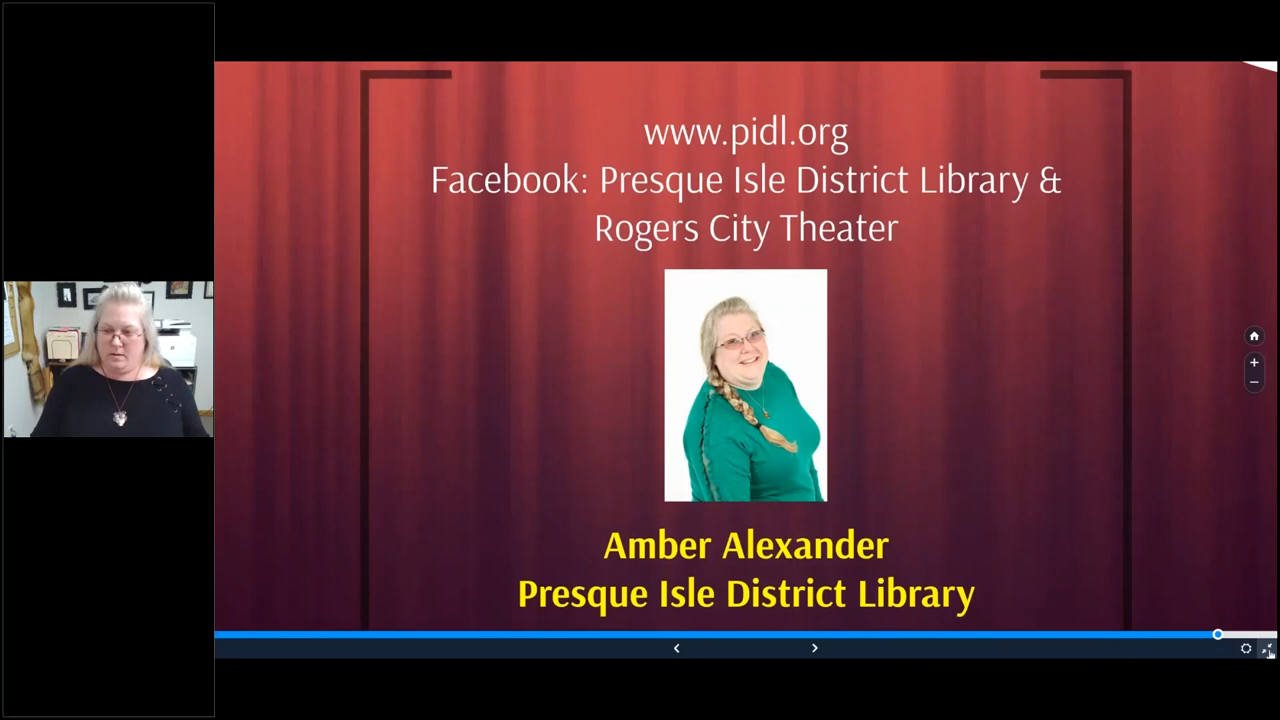 www.pidl.org
Facebook: Presque Isle District Library &
Rogers City Theater
Amber Alexander
Presque Isle District Library